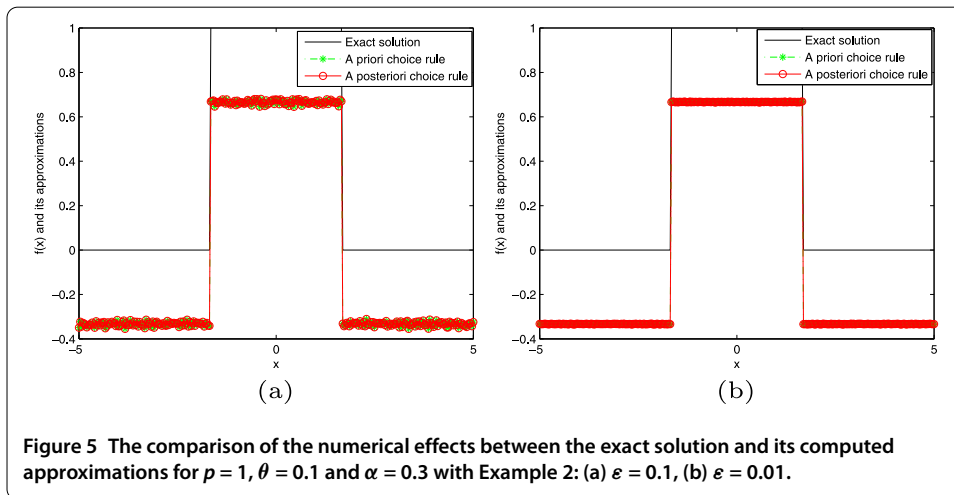 1
0.8
0.6
0.4
0.2
0
−0.2
−0.4
f(x) and its approximations
−5
0
5
x
Exact solution
A priori choice rule
A posteriori choice rule
(a)
1
0.8
0.6
0.4
0.2
0
−0.2
−0.4
f(x) and its approximations
−5
0
5
x
Exact solution
A priori choice rule
A posteriori choice rule
(b)
Figure 5 The comparison of the numerical effects between the exact solution and its computed
approximations for p = 1, θ = 0.1 and α = 0.3 with Example 2: (a) ε = 0.1, (b) ε = 0.01.